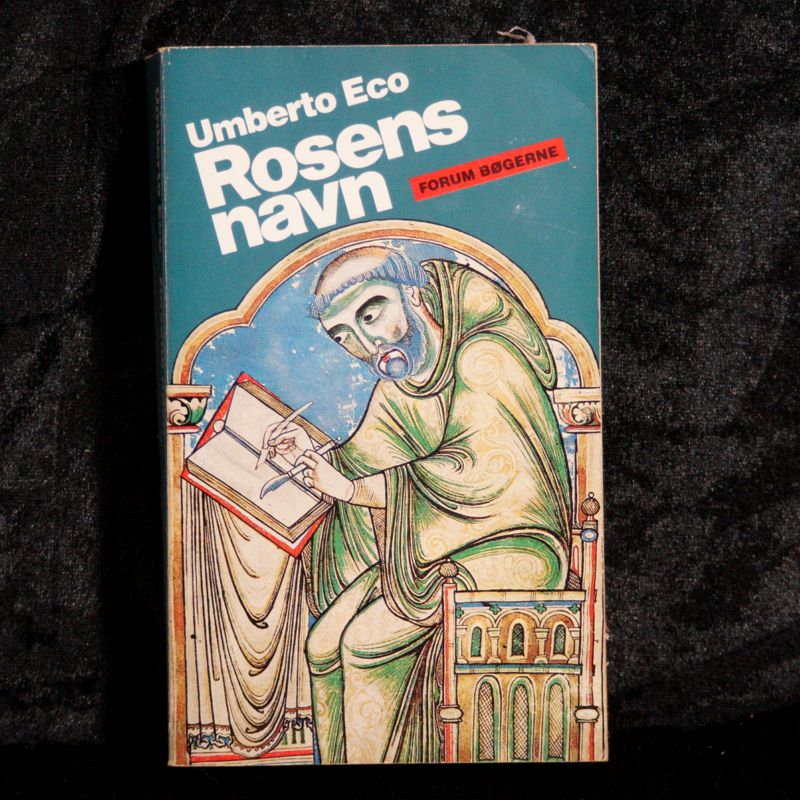 Umberto Eco
Rosens
navn
FORUM BØGERNE